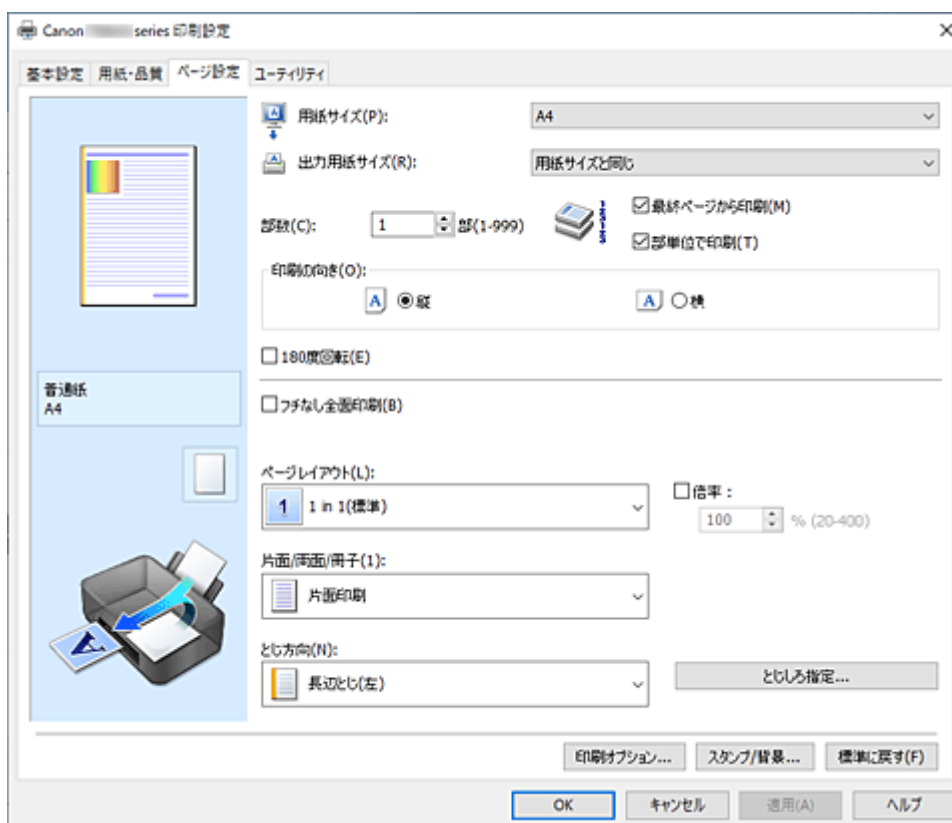 Canon series 印刷設定
基本設定 用紙・品質 ページ設定 ユーティリティ
用紙サイズ(P): A4
出力用紙サイズ(R): 用紙サイズと同じ
部数(C): 1 部(1-999)
最終ページから印刷(M)
部単位で印刷(T)
印刷の向き(O):
A 縦 A 横
180度回転(E)
普通紙
A4
フチなし全面印刷(B)
ページレイアウト(L):
1 1 in 1(標準)
倍率:
100 % (20-400)
片面/両面/冊子(1):
片面印刷
とじ方向(N):
長辺とじ(左)
とじしろ指定...
印刷オプション... スタンプ/背景... 標準に戻す(F)
OK キャンセル 適用(A) ヘルプ